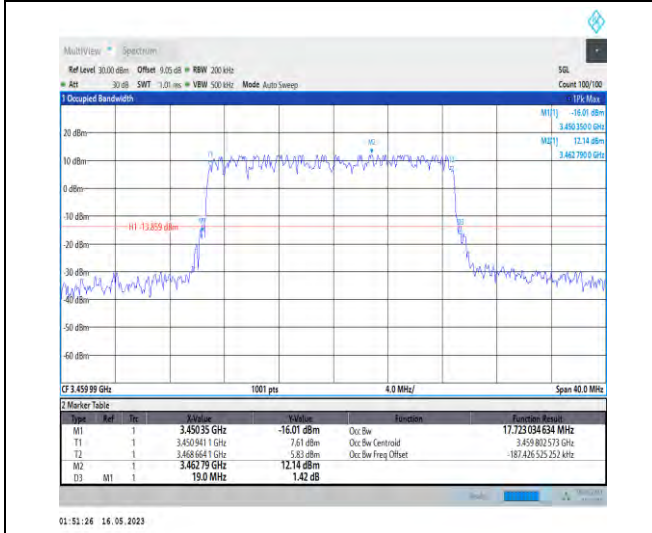 MultiView Spectrum
Ref Level 30.00 dBm Offset 9.05 dB RBW 200 kHz SGL
Att 30 dB SWT 1.01 ms VBW 500 kHz Mode Auto Sweep Count 100/100
1 Occupied Bandwidth 1Pk Max
M1[1] -16.01 dBm
3.450 350 0 GHz
M2[1] 12.14 dBm
3.462 790 0 GHz
20 dBm
M2
10 dBm
0 dBm
-10 dBm
H1 -13.859 dBm
-30 dBm
-40 dBm
-50 dBm
-60 dBm
CF 3.459 99 GHz 1001 pts 4.0 MHz/ Span 40.0 MHz
2 Marker Table
Type Ref Trc X-Value Y-Value Function Function Result
M1 1 3.450 35 GHz -16.01 dBm Occ Bw 17.723 034 634 MHz
T1 1 3.450 941 1 GHz 7.61 dBm Occ Bw Centroid 3.459 802 573 GHz
T2 1 3.468 664 1 GHz 5.83 dBm Occ Bw Freq Offset -187.426 525 252 kHz
M2 1 3.462 79 GHz 12.14 dBm
D3 M1 1 19.0 MHz 1.42 dB
01:51:26 16.05.2023